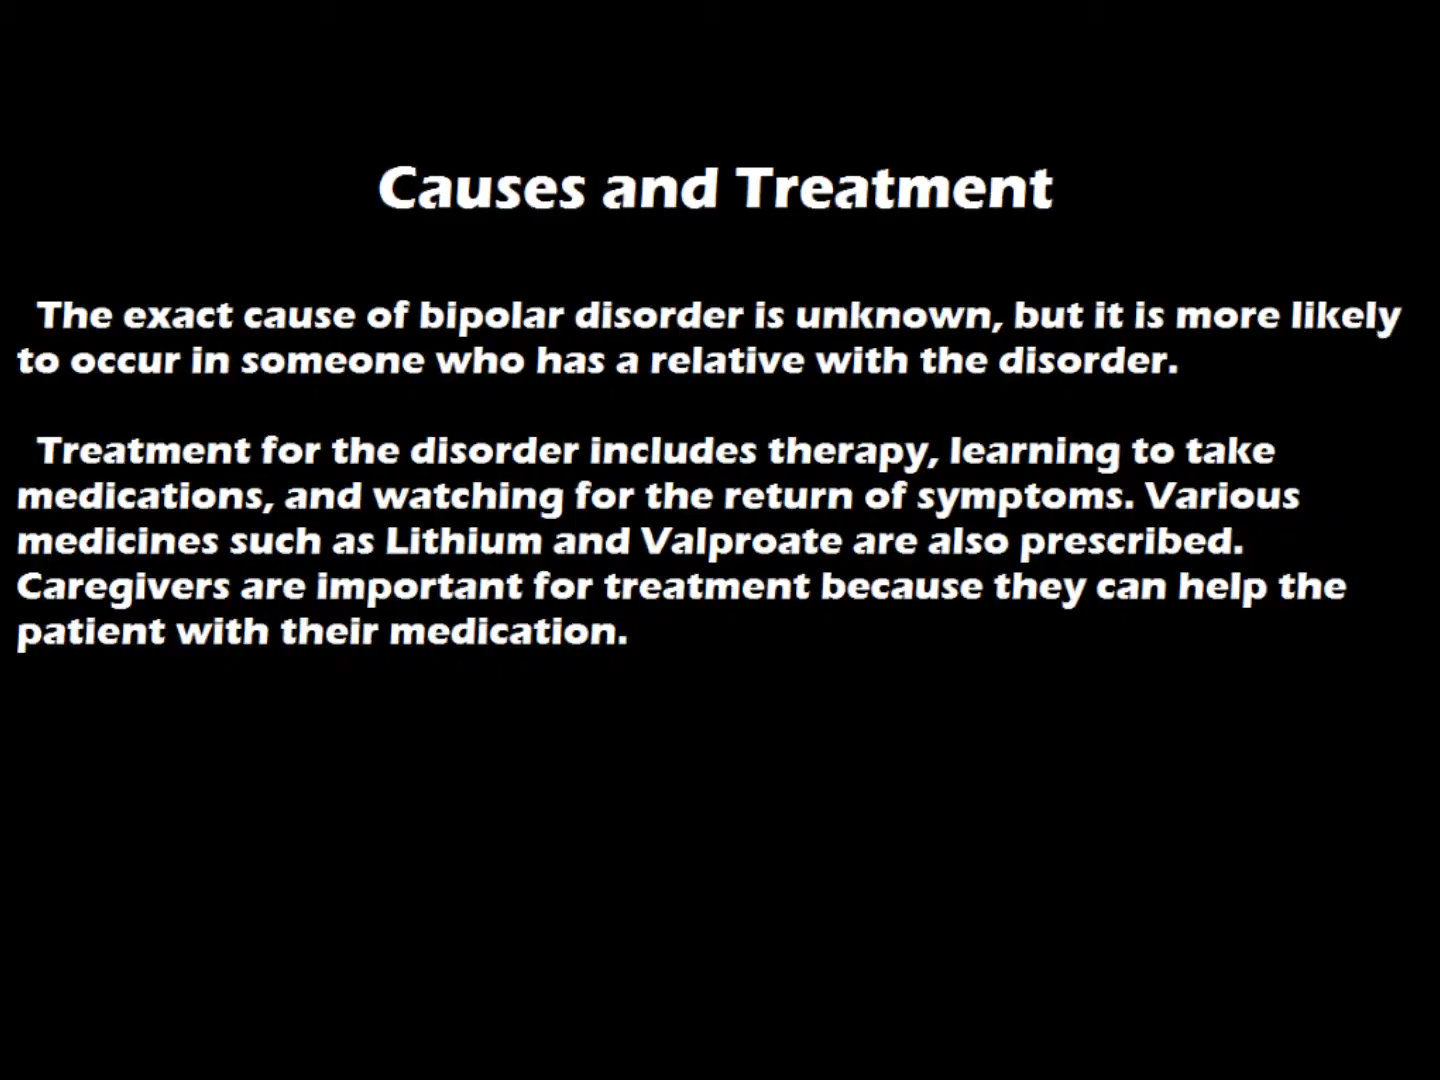 Causes and Treatment
The exact cause of bipolar disorder is unknown, but it is more likely
to occur in someone who has a relative with the disorder.
Treatment for the disorder includes therapy, learning to take
medications, and watching for the return of symptoms. Various
medicines such as Lithium and Valproate are also prescribed.
Caregivers are important for treatment because they can help the
patient with their medication.